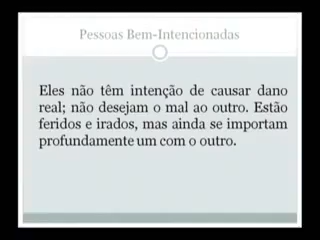 Pessoas Bem-Intencionadas
Eles não têm intenção de causar dano
real; não desejam o mal ao outro. Estão
feridos e irados, mas ainda se importam
profundamente um com o outro.